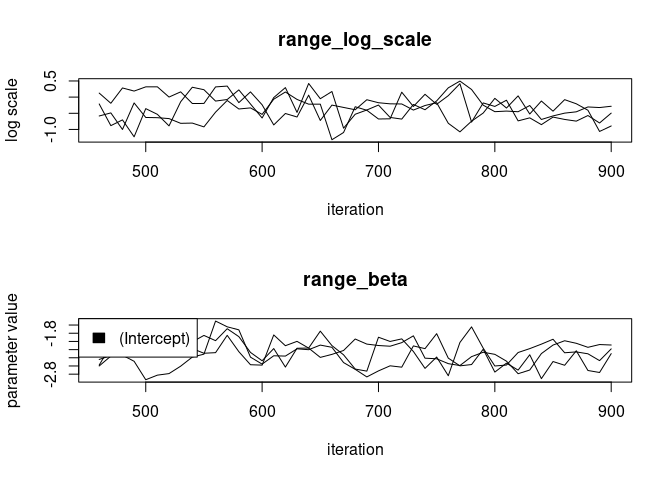 range_log_scale
log scale
0.5
-1.0
500 600 700 800 900
iteration
range_beta
parameter value
-1.8
-2.8
(Intercept)
500 600 700 800 900
iteration